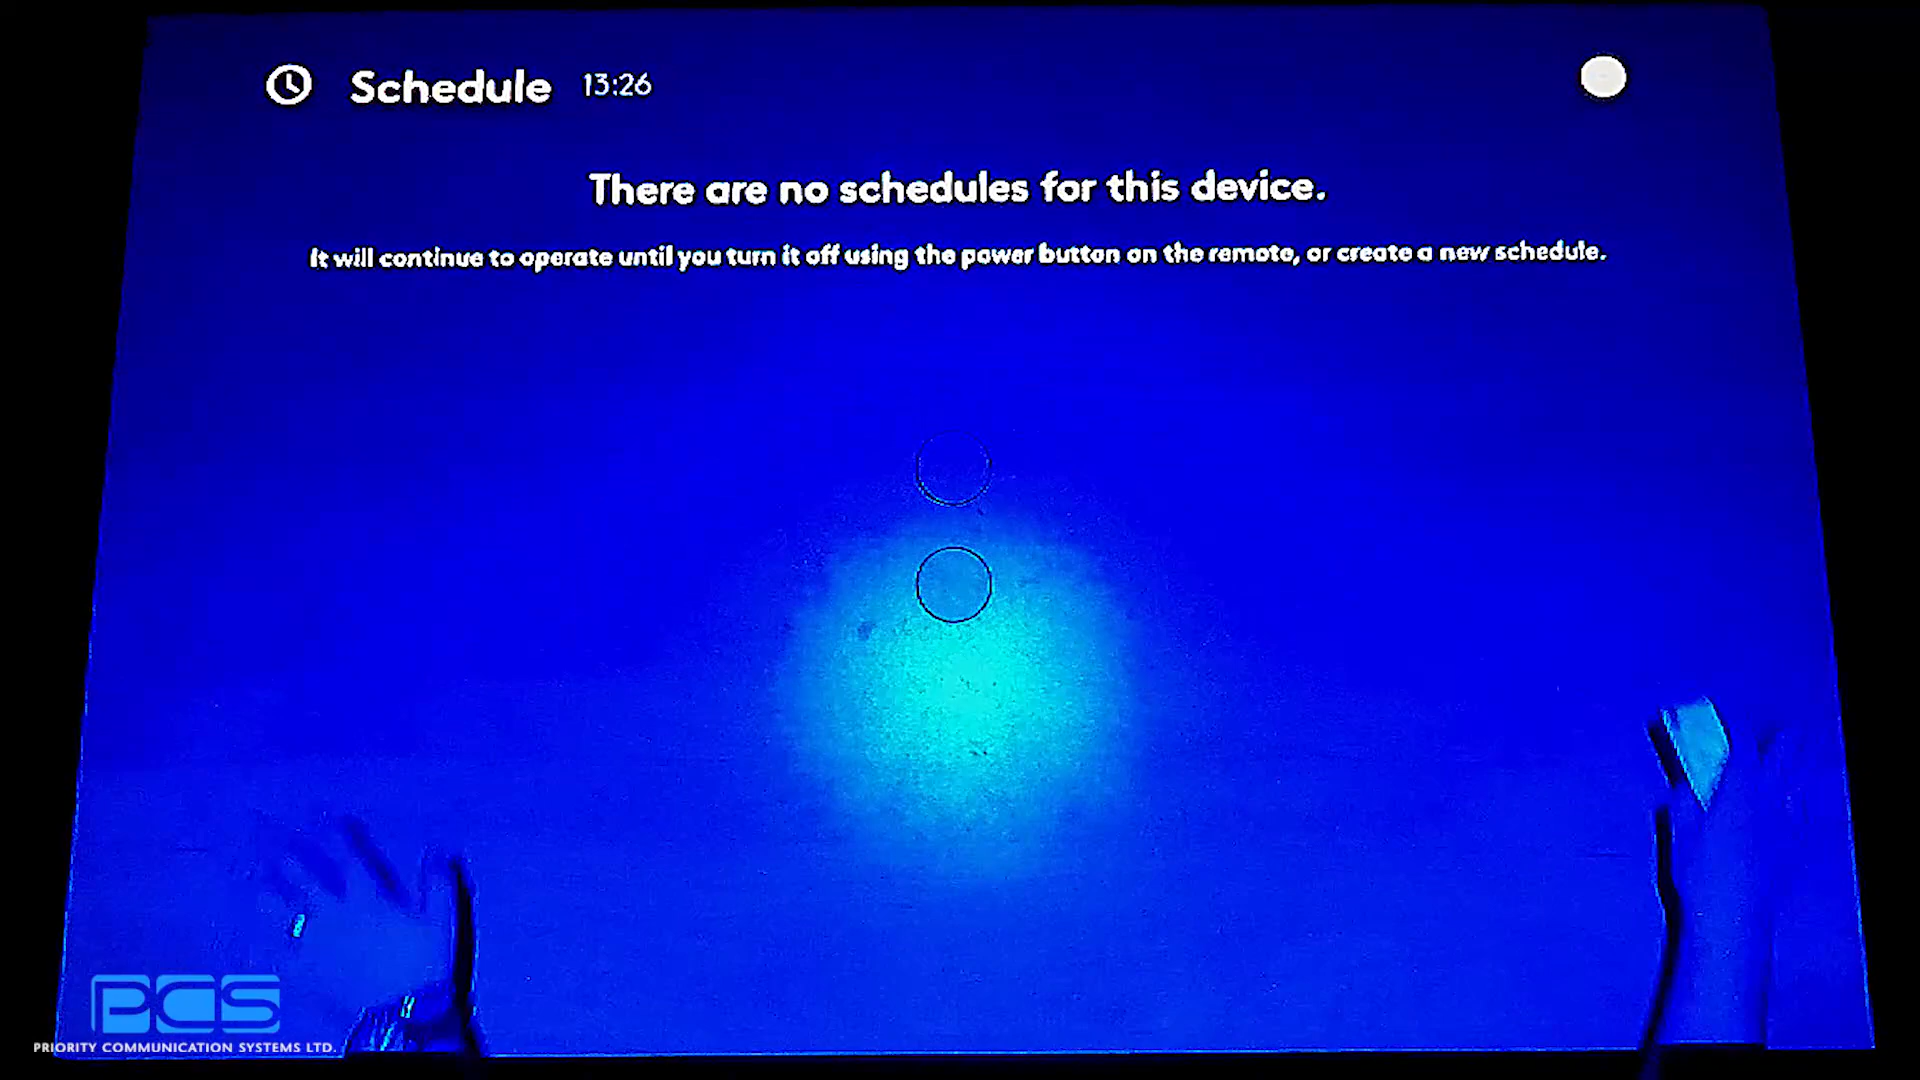 Schedule 13:26
There are no schedules for this device.
It will continue to operate until you turn it off using the power button on the remote, or create a new schedule.
PCS
PRIORITY COMMUNICATION SYSTEMS LTD.